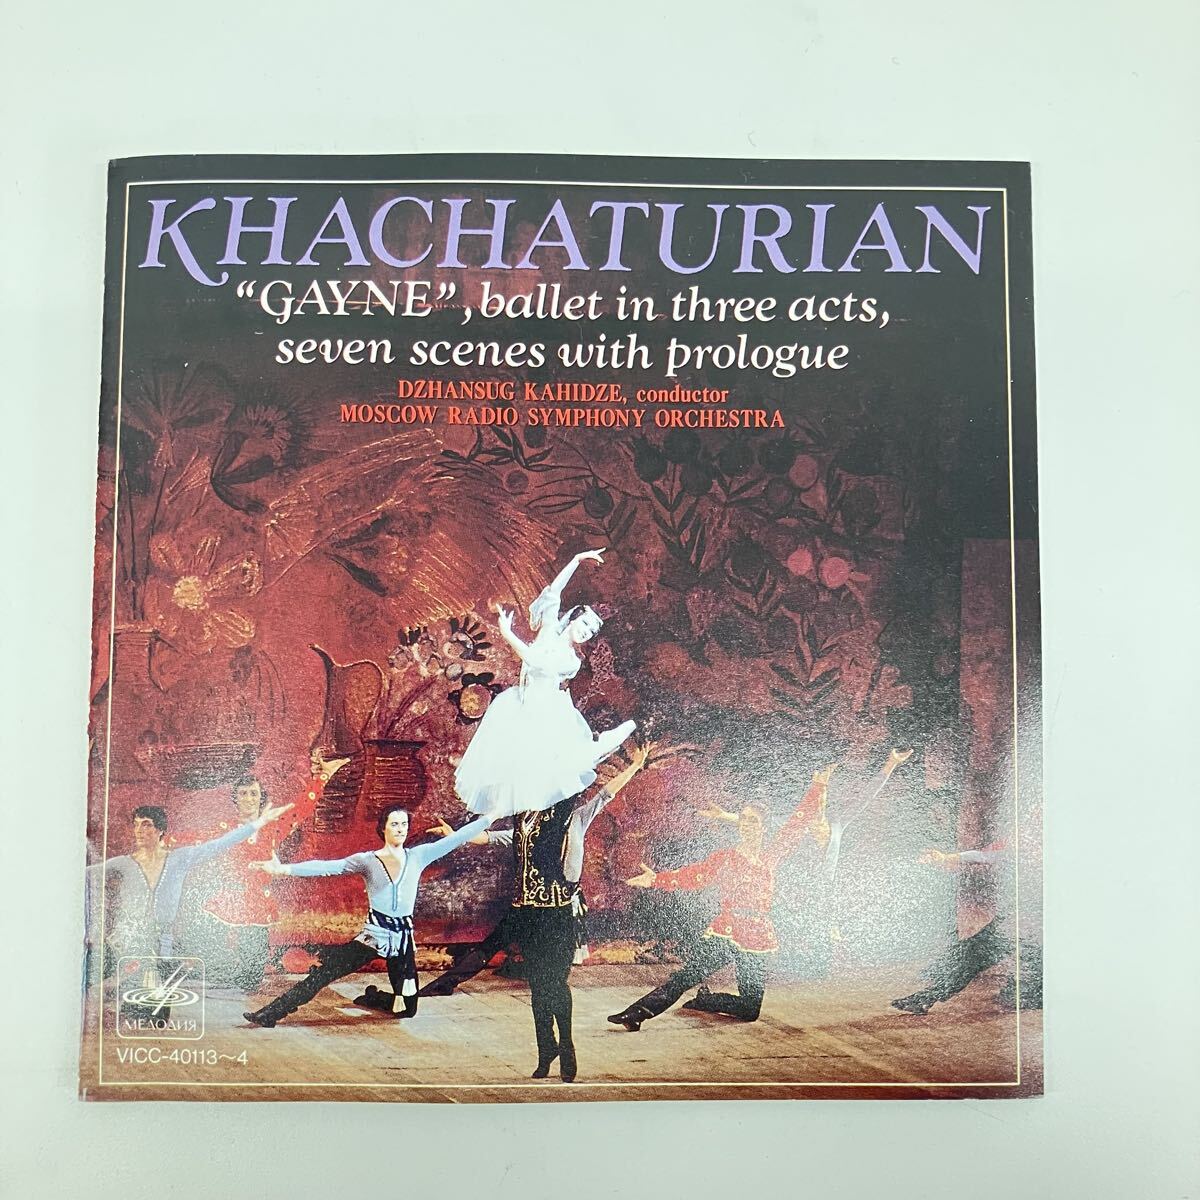 KHACHATURIAN
“GAYNE”, ballet in three acts,
seven scenes with prologue
DZHANSUG KAHIDZE, conductor
MOSCOW RADIO SYMPHONY ORCHESTRA
МЕЛОДИЯ
VICC-40113~4